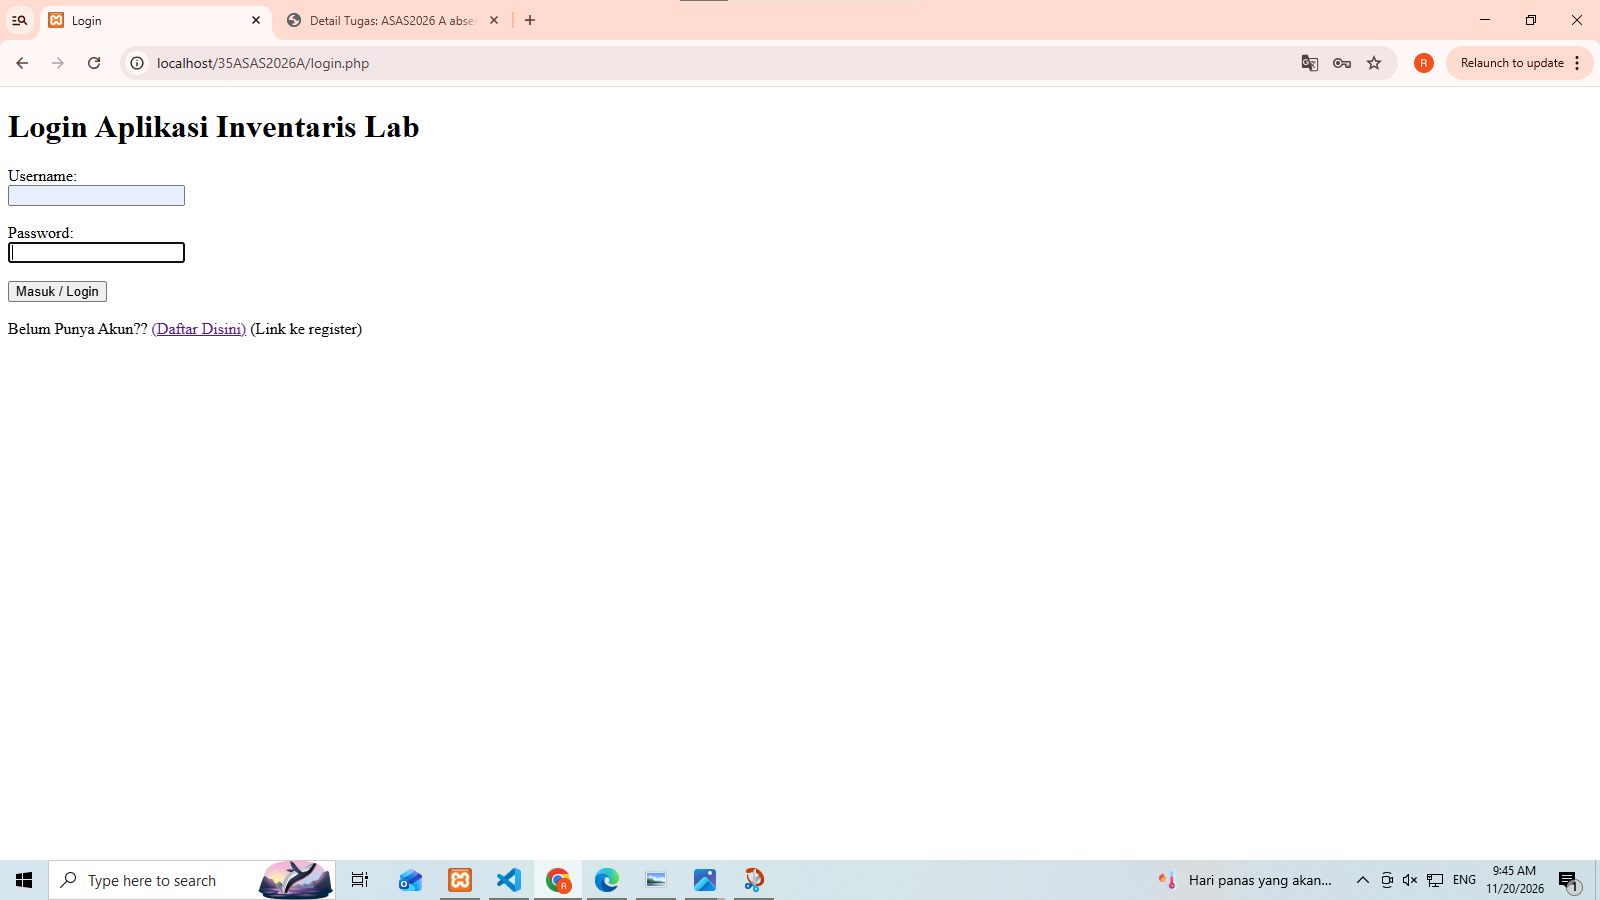 Login
Detail Tugas: ASAS2026 A abse
localhost/35ASAS2026A/login.php
R
Relaunch to update
Login Aplikasi Inventaris Lab
Username:
Password:
Masuk / Login
Belum Punya Akun?? (Daftar Disini) (Link ke register)
Type here to search
R
Hari panas yang akan...
ENG
9:45 AM
11/20/2026
1